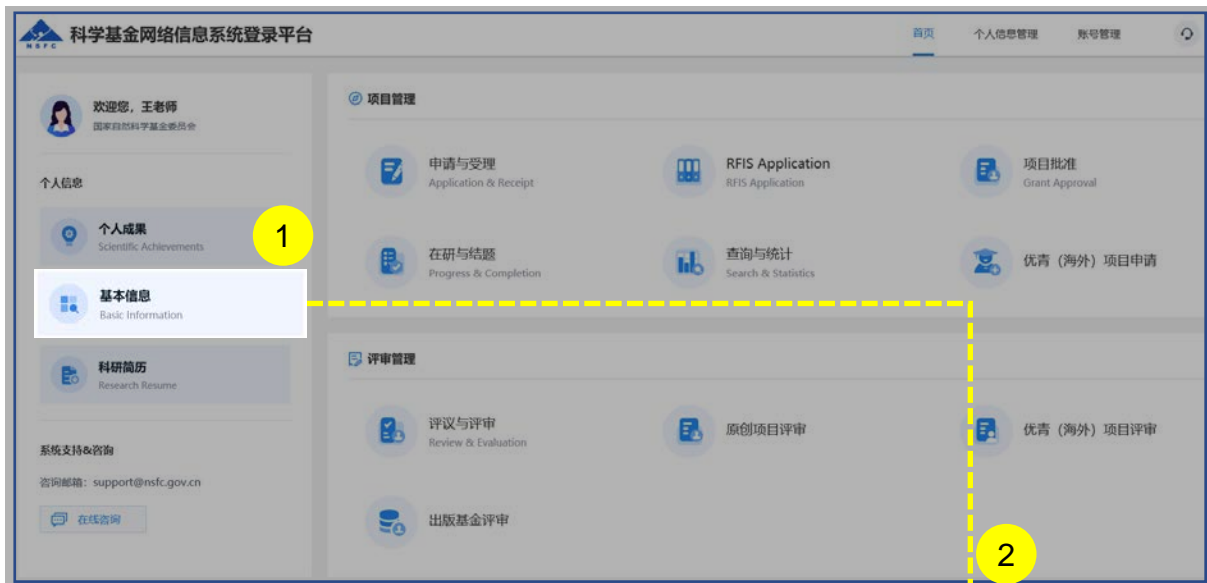 NSFC
科学基金网络信息系统登录平台
首页
个人信息管理
账号管理
欢迎您，王老师
国家自然科学基金委员会
个人信息
个人成果
Scientific Achievements
1
基本信息
Basic Information
科研简历
Research Resume
系统支持&咨询
咨询邮箱：support@nsfc.gov.cn
在线咨询
项目管理
申请与受理
Application & Receipt
RFIS Application
RFIS Application
项目批准
Grant Approval
在研与结题
Progress & Completion
查询与统计
Search & Statistics
优青（海外）项目申请
评审管理
评议与评审
Review & Evaluation
原创项目评审
优青（海外）项目评审
出版基金评审
2